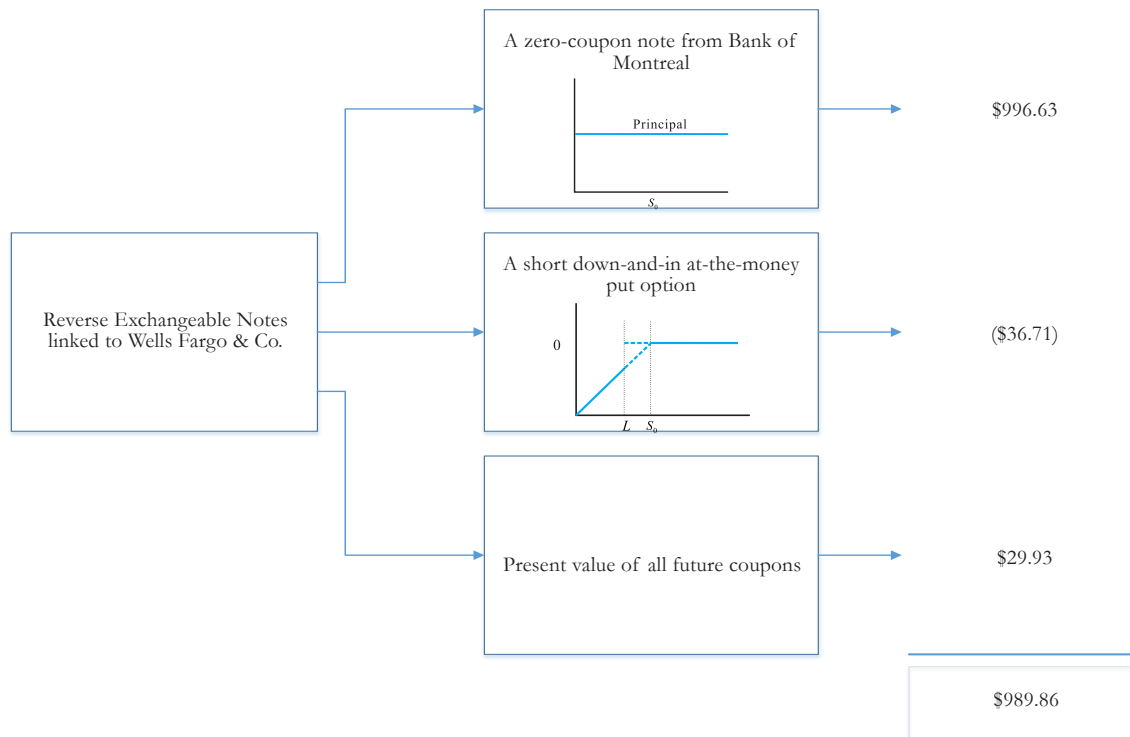 A zero-coupon note from Bank of
Montreal
Principal
S₀
$996.63
Reverse Exchangeable Notes
linked to Wells Fargo & Co.
A short down-and-in at-the-money
put option
0
L S₀
($36.71)
Present value of all future coupons
$29.93
$989.86